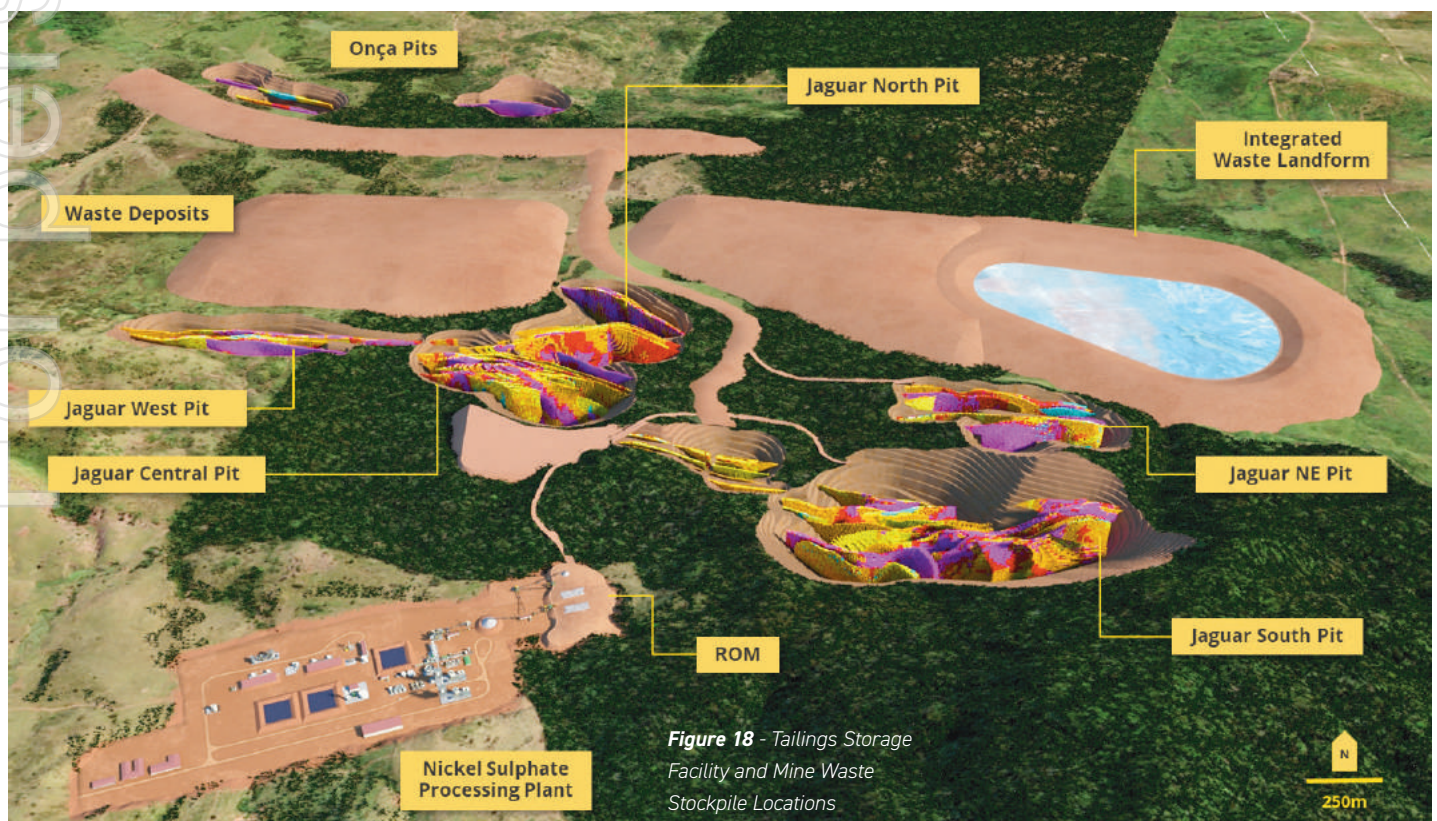 Onça Pits
Jaguar North Pit
Integrated
Waste Landform
Waste Deposits
Jaguar West Pit
Jaguar Central Pit
Jaguar NE Pit
Jaguar South Pit
ROM
Nickel Sulphate
Processing Plant
Figure 18 - Tailings Storage
Facility and Mine Waste
Stockpile Locations
N
250m